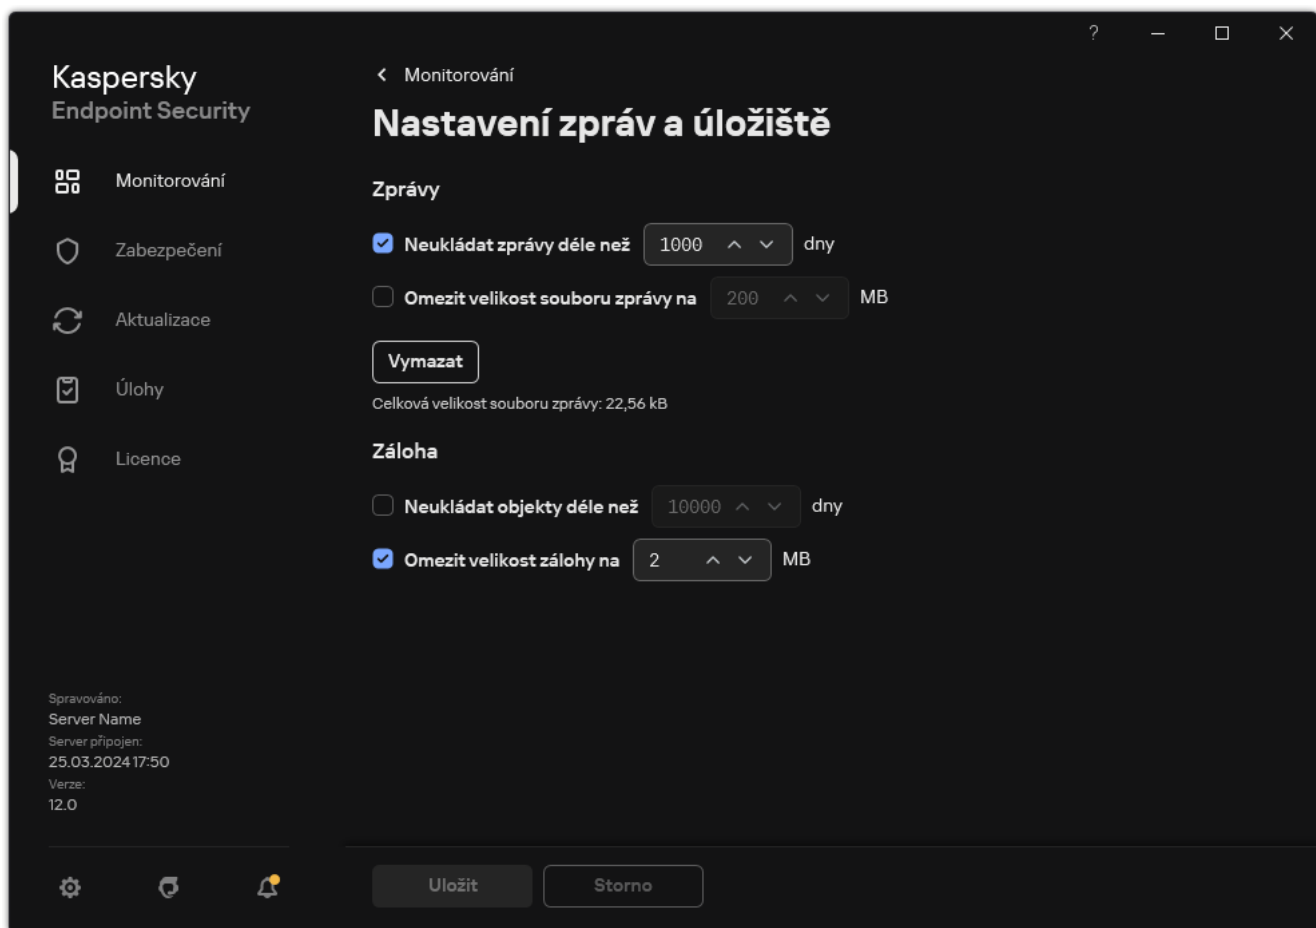 ?
Kaspersky
Endpoint Security
Monitorování
Zabezpečení
Aktualizace
Úlohy
Licence
Spravováno:
Server Name
Server připojen:
25.03.2024 17:50
Verze:
12.0
Monitorování
Nastavení zpráv a úložiště
Zprávy
Neukládat zprávy déle než 1000 dny
Omezit velikost souboru zprávy na 200 MB
Vymazat
Celková velikost souboru zprávy: 22,56 kB
Záloha
Neukládat objekty déle než 10000 dny
Omezit velikost zálohy na 2 MB
Uložit Storno